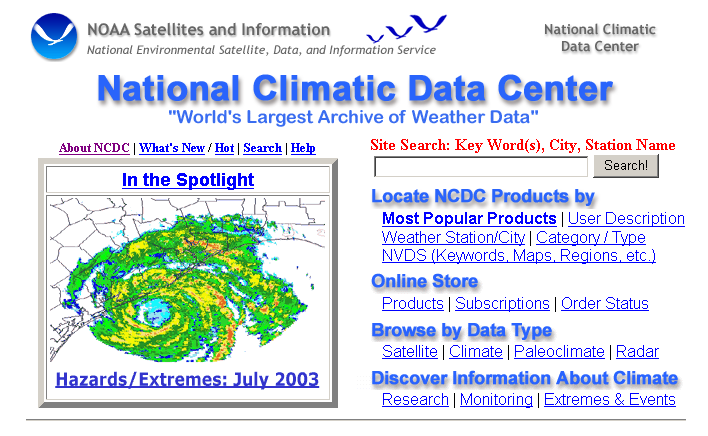 NOAA Satellites and Information
National Environmental Satellite, Data, and Information Service
National Climatic
Data Center
National Climatic Data Center
"World's Largest Archive of Weather Data"
About NCDC | What's New / Hot | Search | Help
In the Spotlight
Hazards/Extremes: July 2003
Site Search: Key Word(s), City, Station Name
Search!
Locate NCDC Products by
Most Popular Products | User Description
Weather Station/City | Category / Type
NVDS (Keywords, Maps, Regions, etc.)
Online Store
Products | Subscriptions | Order Status
Browse by Data Type
Satellite | Climate | Paleoclimate | Radar
Discover Information About Climate
Research | Monitoring | Extremes & Events